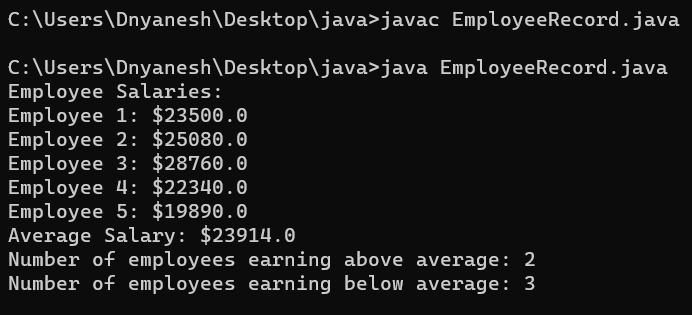 C:\Users\Dnyanesh\Desktop\java>javac EmployeeRecord.java
C:\Users\Dnyanesh\Desktop\java>java EmployeeRecord.java
Employee Salaries:
Employee 1: $23500.0
Employee 2: $25080.0
Employee 3: $28760.0
Employee 4: $22340.0
Employee 5: $19890.0
Average Salary: $23914.0
Number of employees earning above average: 2
Number of employees earning below average: 3